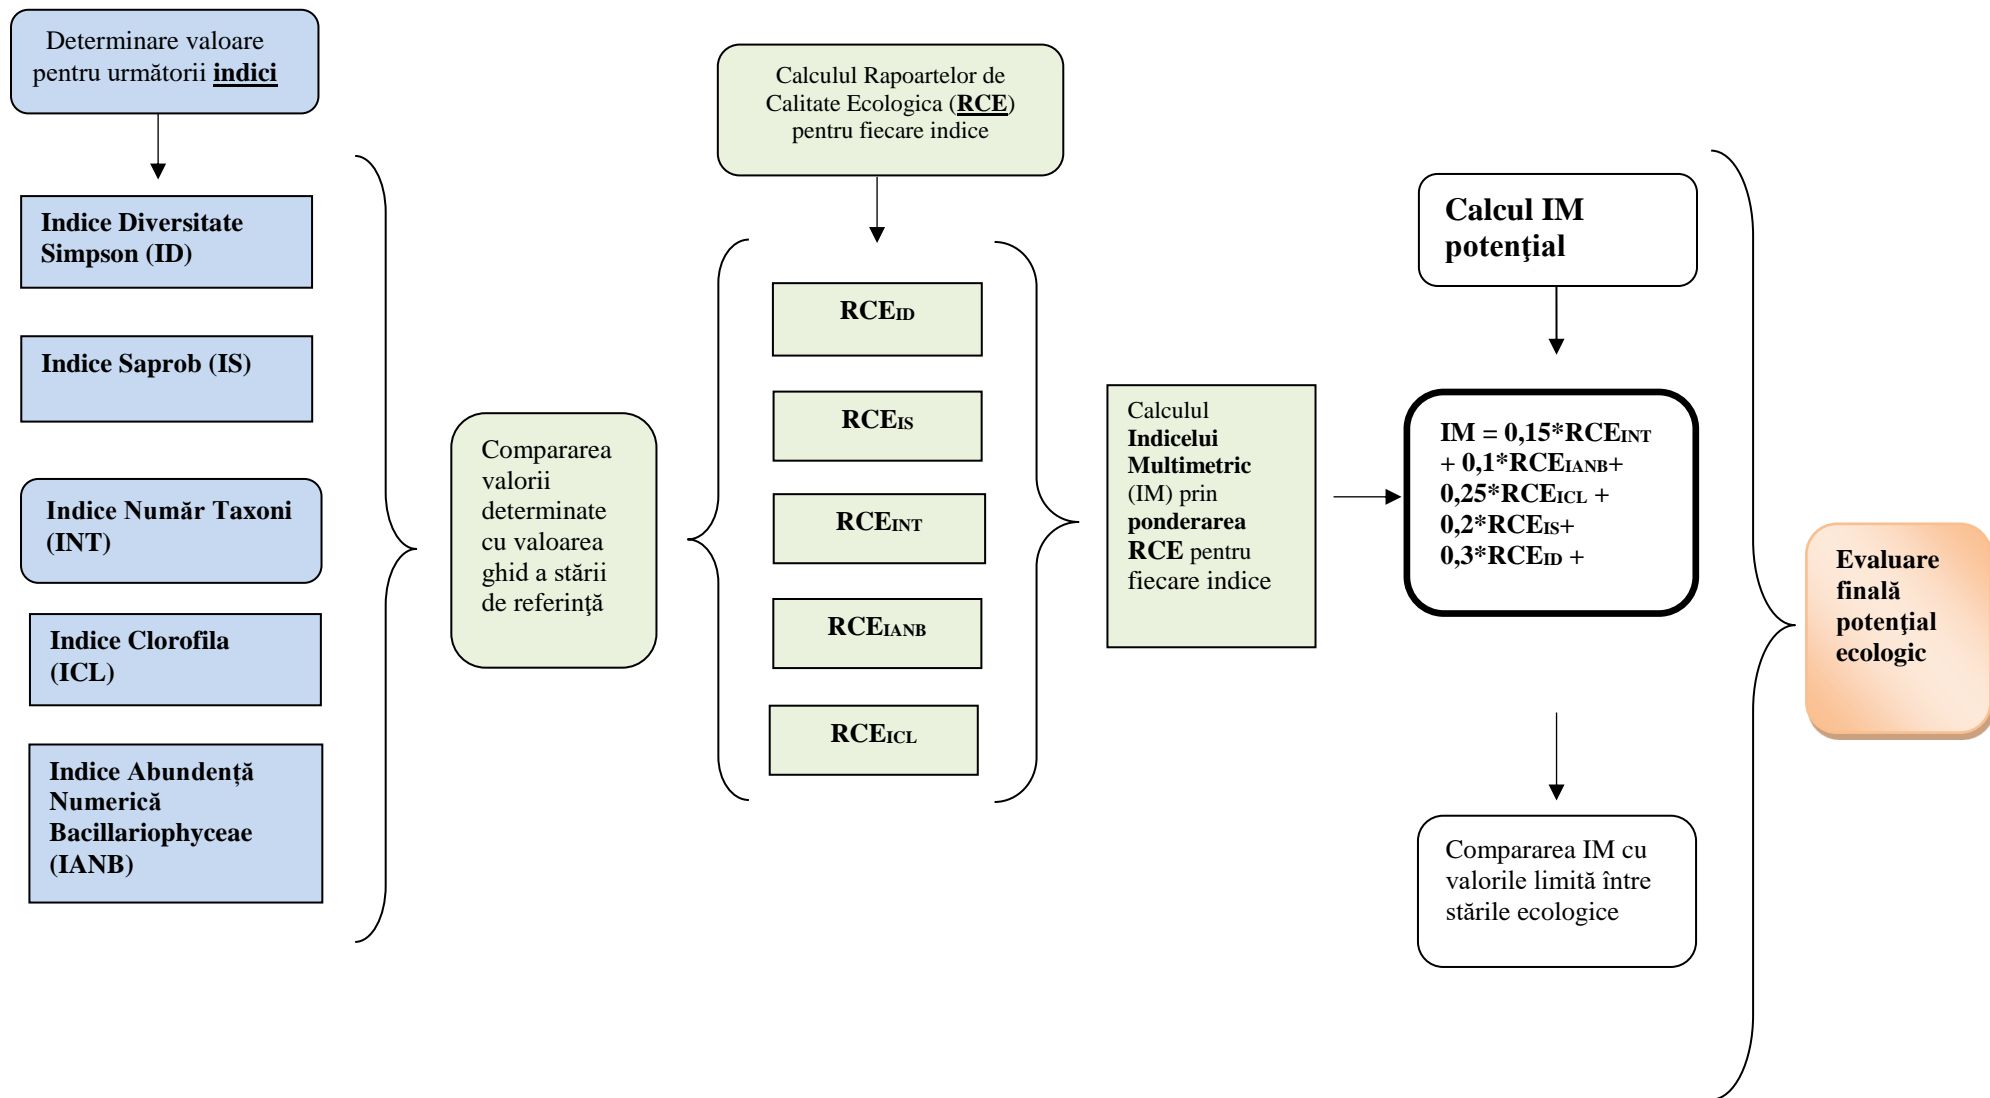 Determinare valoare
pentru următorii indici
Indice Diversitate
Simpson (ID)
Indice Saprob (IS)
Indice Număr Taxoni
(INT)
Indice Clorofila
(ICL)
Indice Abundență
Numerică
Bacillariophyceae
(IANB)
Compararea
valorii
determinate
cu valoarea
ghid a stării
de referinţă
Calculul Rapoartelor de
Calitate Ecologica (RCE)
pentru fiecare indice
RCEID
RCEIS
RCEINT
RCEIANB
RCEICL
Calculul
Indicelui
Multimetric
(IM) prin
ponderarea
RCE pentru
fiecare indice
Calcul IM
potenţial
IM = 0,15*RCEINT
+ 0,1*RCEIANB+
0,25*RCEICL +
0,2*RCEIS+
0,3*RCEID +
Compararea IM cu
valorile limită între
stările ecologice
Evaluare
finală
potenţial
ecologic